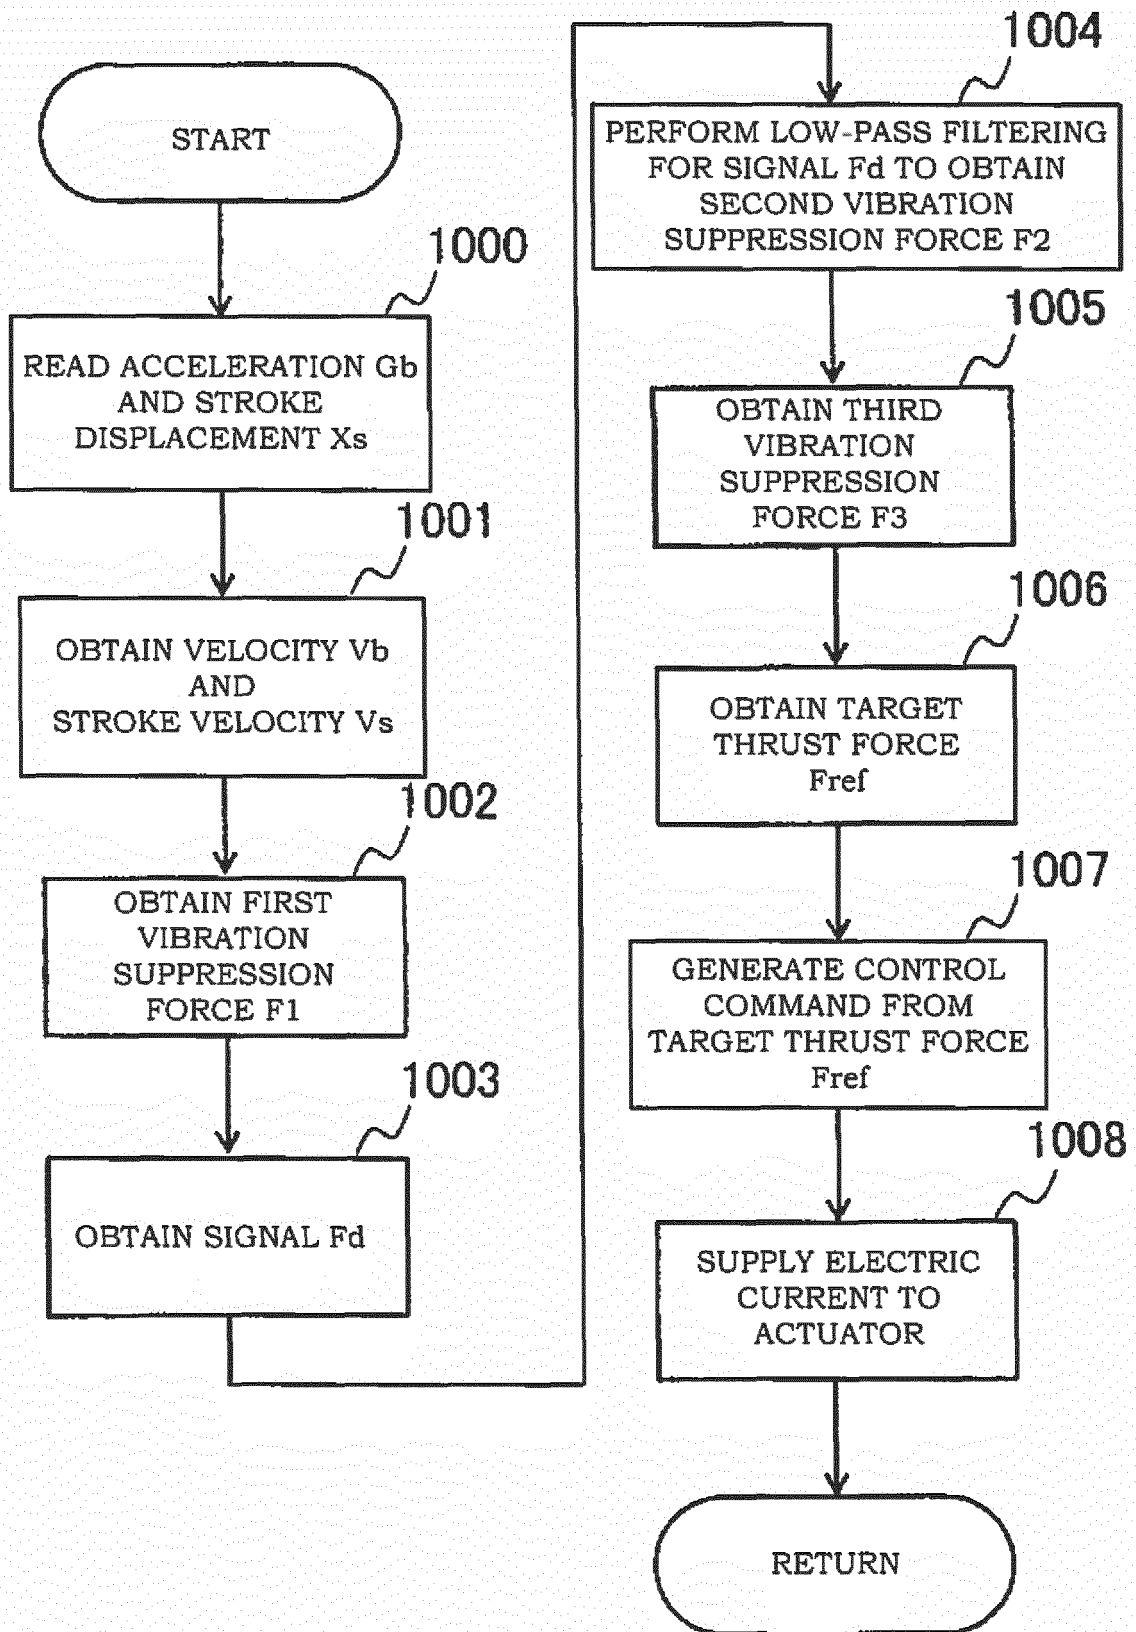 START
1000
READ ACCELERATION Gb
AND STROKE
DISPLACEMENT Xs
1001
OBTAIN VELOCITY Vb
AND
STROKE VELOCITY Vs
1002
OBTAIN FIRST
VIBRATION
SUPPRESSION
FORCE F1
1003
OBTAIN SIGNAL Fd
1004
PERFORM LOW-PASS FILTERING
FOR SIGNAL Fd TO OBTAIN
SECOND VIBRATION
SUPPRESSION FORCE F2
1005
OBTAIN THIRD
VIBRATION
SUPPRESSION
FORCE F3
1006
OBTAIN TARGET
THRUST FORCE
Fref
1007
GENERATE CONTROL
COMMAND FROM
TARGET THRUST FORCE
Fref
1008
SUPPLY ELECTRIC
CURRENT TO
ACTUATOR
RETURN